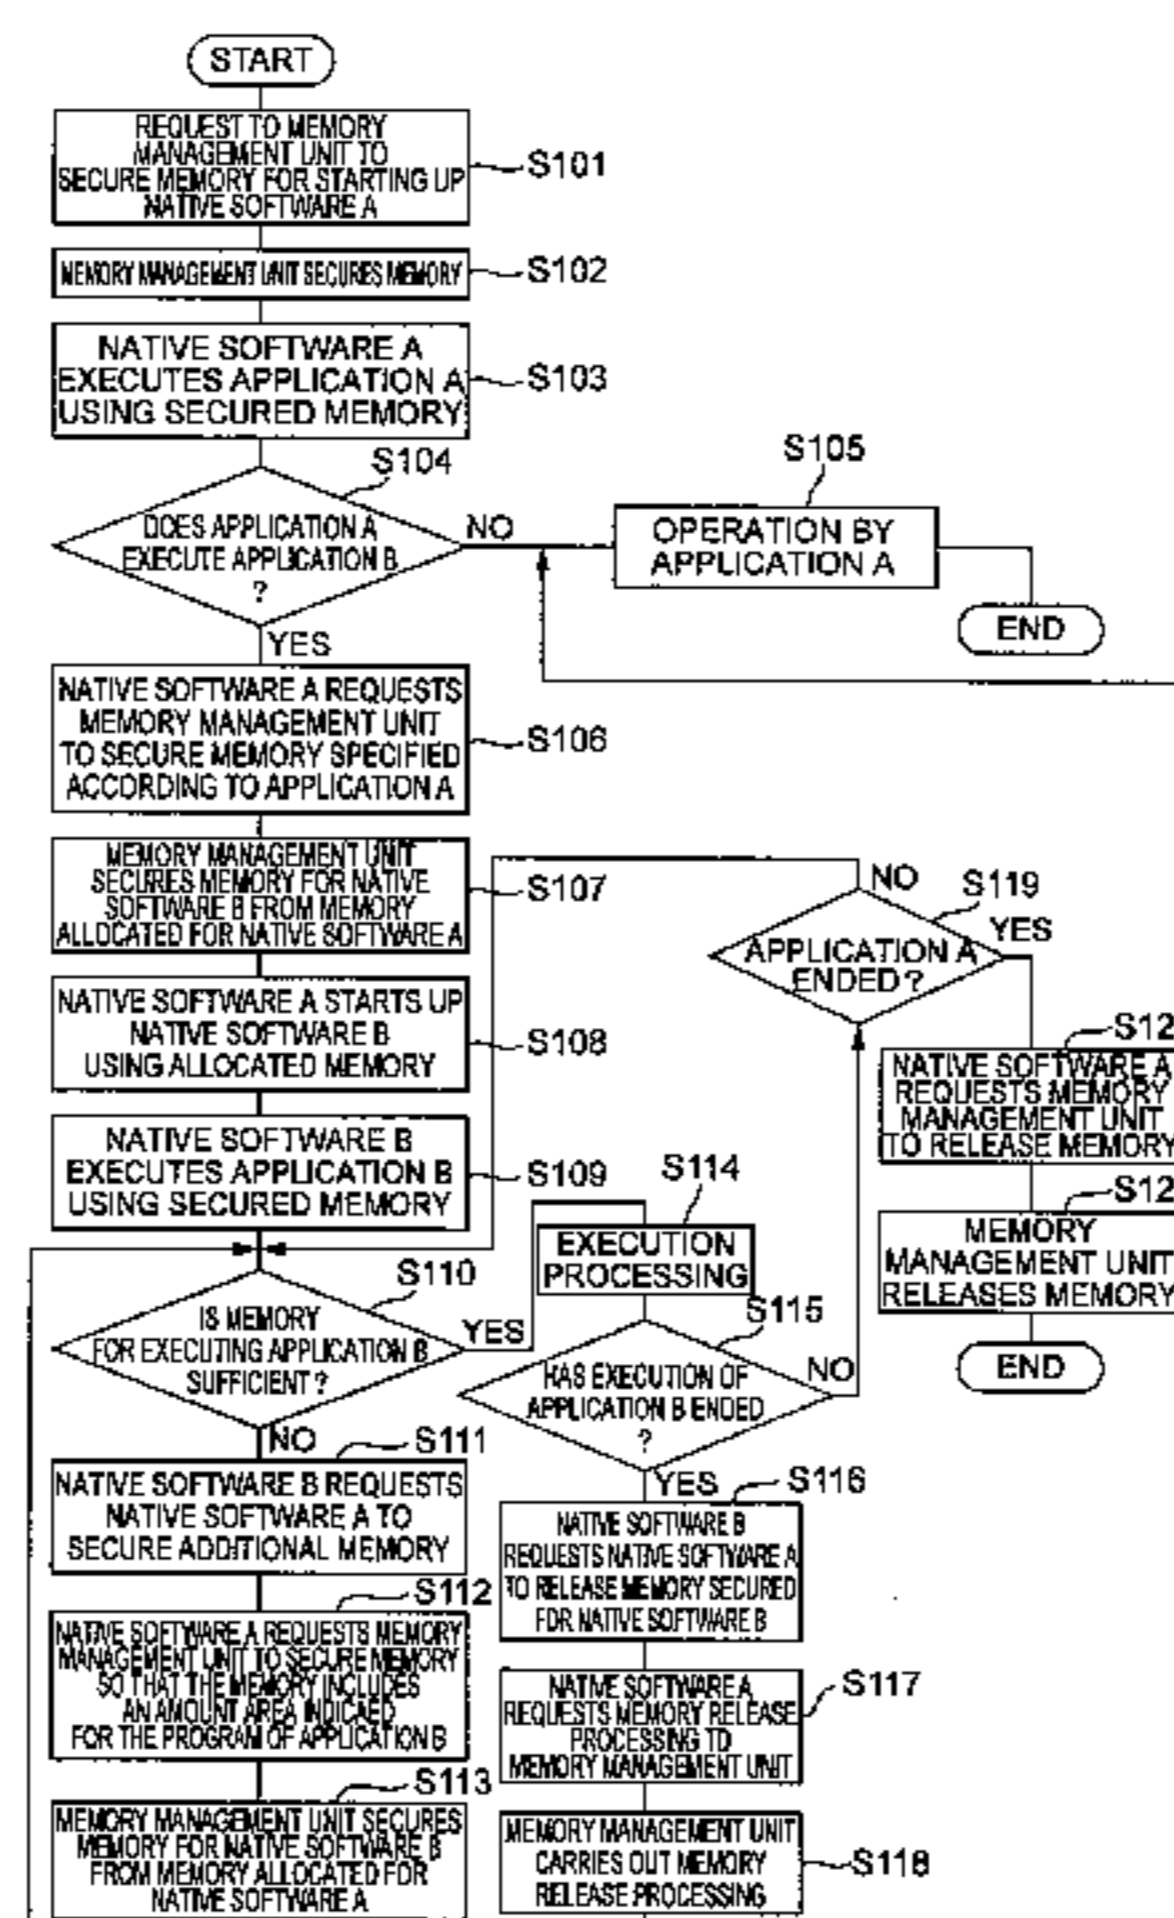 START
REQUEST TO MEMORY
MANAGEMENT UNIT TO
SECURE MEMORY FOR STARTING UP
NATIVE SOFTWARE A
S101
MEMORY MANAGEMENT UNIT SECURES MEMORY
S102
NATIVE SOFTWARE A
EXECUTES APPLICATION A
USING SECURED MEMORY
S103
S104
DOES APPLICATION A
EXECUTE APPLICATION B
?
NO
YES
S105
OPERATION BY
APPLICATION A
END
NATIVE SOFTWARE A REQUESTS
MEMORY MANAGEMENT UNIT
TO SECURE MEMORY SPECIFIED
ACCORDING TO APPLICATION A
S106
MEMORY MANAGEMENT UNIT
SECURES MEMORY FOR NATIVE
SOFTWARE B FROM MEMORY
ALLOCATED FOR NATIVE SOFTWARE A
S107
NATIVE SOFTWARE A STARTS UP
NATIVE SOFTWARE B
USING ALLOCATED MEMORY
S108
NATIVE SOFTWARE B
EXECUTES APPLICATION B
USING SECURED MEMORY
S109
S110
IS MEMORY
FOR EXECUTING APPLICATION B
SUFFICIENT?
YES
NO
S111
NATIVE SOFTWARE B REQUESTS
NATIVE SOFTWARE A TO
SECURE ADDITIONAL MEMORY
S112
NATIVE SOFTWARE A REQUESTS MEMORY
MANAGEMENT UNIT TO SECURE MEMORY
SO THAT THE MEMORY INCLUDES
AN AMOUNT AREA INDICAED
FOR THE PROGRAM OF APPLICATION B
S113
MEMORY MANAGEMENT UNIT SECURES
MEMORY FOR NATIVE SOFTWARE B
FROM MEMORY ALLOCATED FOR
NATIVE SOFTWARE A
S114
EXECUTION
PROCESSING
S115
HAS EXECUTION OF
APPLICATION B ENDED
?
NO
YES
S116
NATIVE SOFTWARE B
REQUESTS NATIVE SOFTWARE A
TO RELEASE MEMORY SECURED
FOR NATIVE SOFTWARE B
NATIVE SOFTWARE A
REQUESTS MEMORY RELEASE
PROCESSING TO
MEMORY MANAGEMENT UNIT
S117
MEMORY MANAGEMENT UNIT
CARRIES OUT MEMORY
RELEASE PROCESSING
S118
NO
S119
YES
APPLICATION A
ENDED?
S12
NATIVE SOFTWARE A
REQUESTS MEMORY
MANAGEMENT UNIT
TO RELEASE MEMORY
S12
MEMORY
MANAGEMENT UNIT
RELEASES MEMORY
END